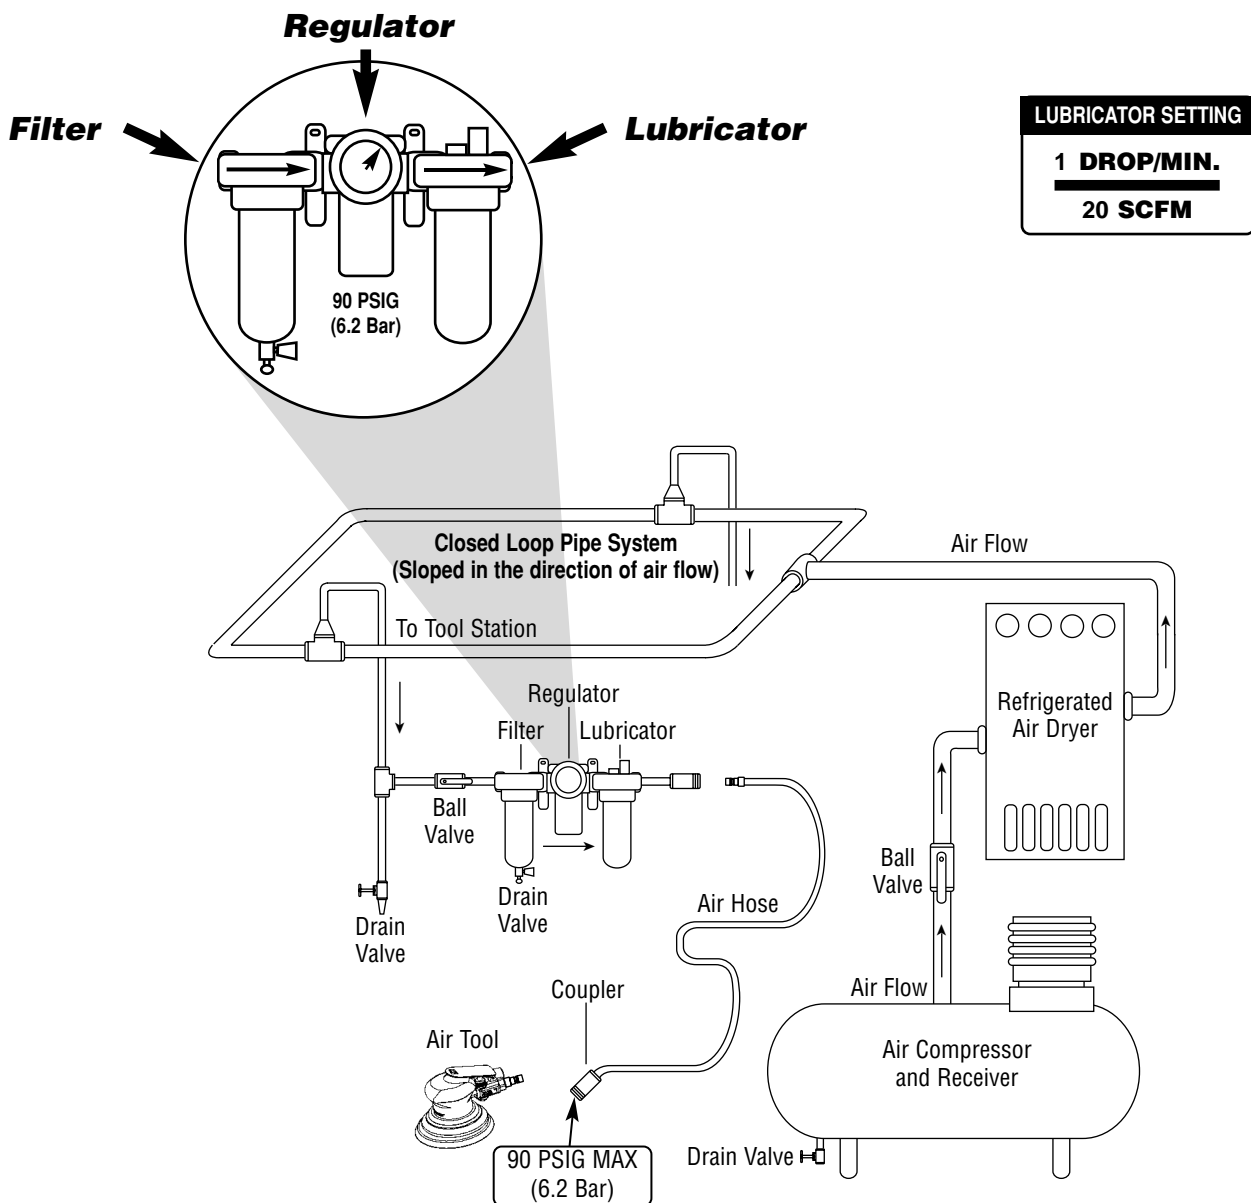 Regulator
Filter
Lubricator
LUBRICATOR SETTING
1 DROP/MIN.
20 SCFM
90 PSIG
(6.2 Bar)
Closed Loop Pipe System
(Sloped in the direction of air flow)
Air Flow
To Tool Station
Regulator
Filter
Lubricator
Refrigerated
Air Dryer
Ball
Valve
Ball
Valve
Drain
Valve
Drain
Valve
Air Hose
Coupler
Air Flow
Air Tool
Air Compressor
and Receiver
90 PSIG MAX
(6.2 Bar)
Drain Valve